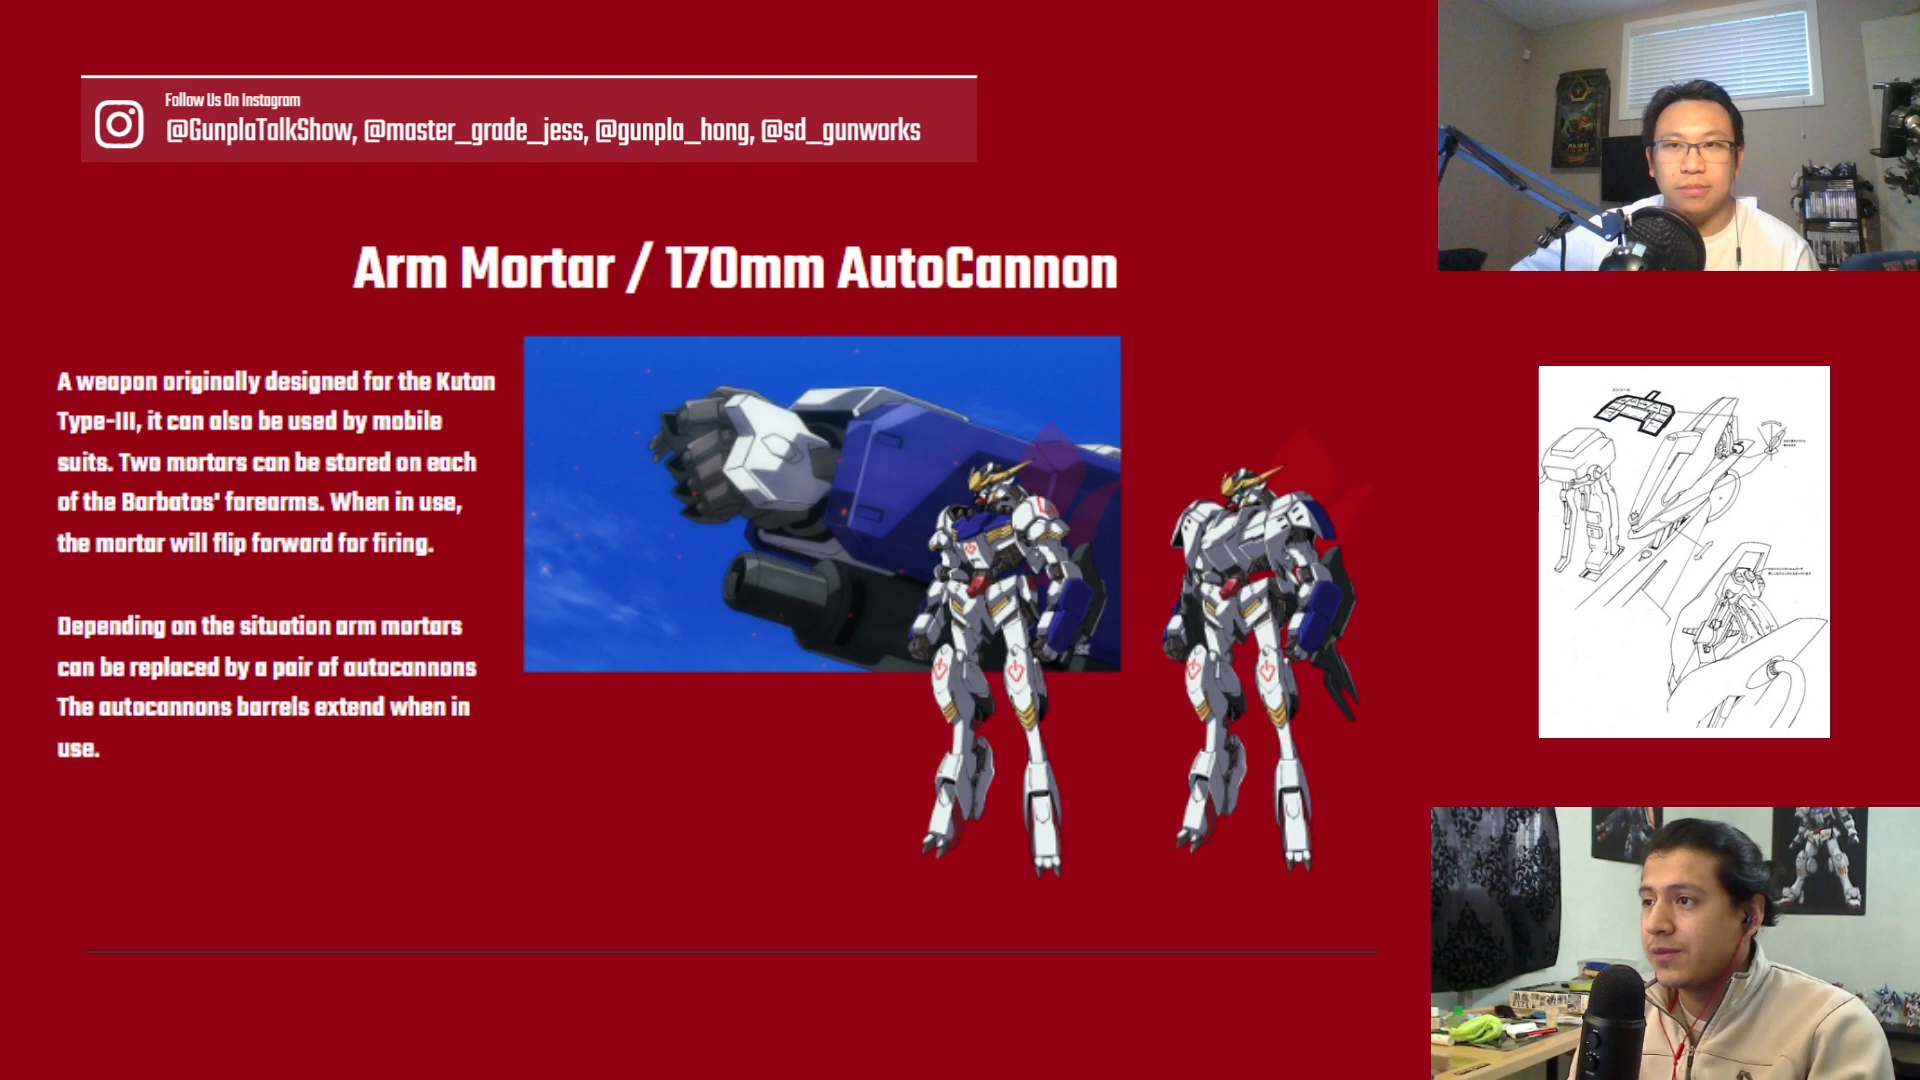 Follow Us On Instagram
@GunplaTalkShow, @master_grade_jess, @gunpla_hong, @sd_gunworks
Arm Mortar / 170mm AutoCannon
A weapon originally designed for the Kutan
Type-III, it can also be used by mobile
suits. Two mortars can be stored on each
of the Barbatos' forearms. When in use,
the mortar will flip forward for firing.
Depending on the situation arm mortars
can be replaced by a pair of autocannons
The autocannons barrels extend when in
use.